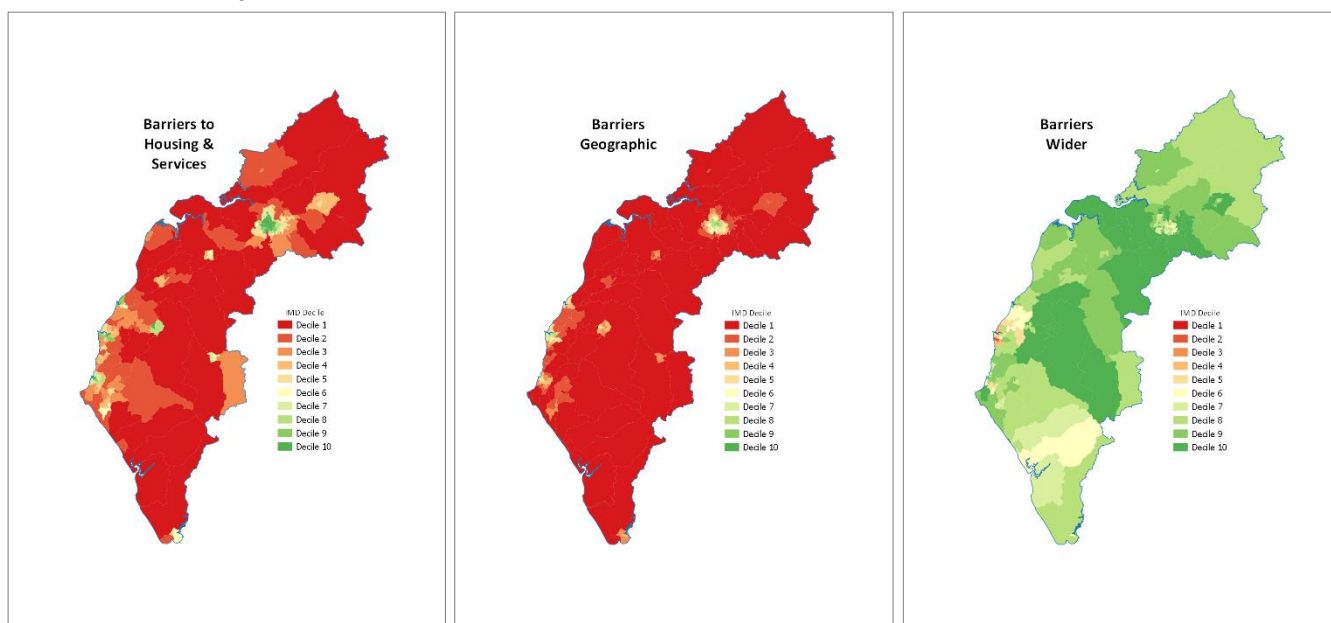 Barriers to
Housing &
Services
IMD Decile
Decile 1
Decile 2
Decile 3
Decile 4
Decile 5
Decile 6
Decile 7
Decile 8
Decile 9
Decile 10
Barriers
Geographic
IMD Decile
Decile 1
Decile 2
Decile 3
Decile 4
Decile 5
Decile 6
Decile 7
Decile 8
Decile 9
Decile 10
Barriers
Wider
IMD Decile
Decile 1
Decile 2
Decile 3
Decile 4
Decile 5
Decile 6
Decile 7
Decile 8
Decile 9
Decile 10